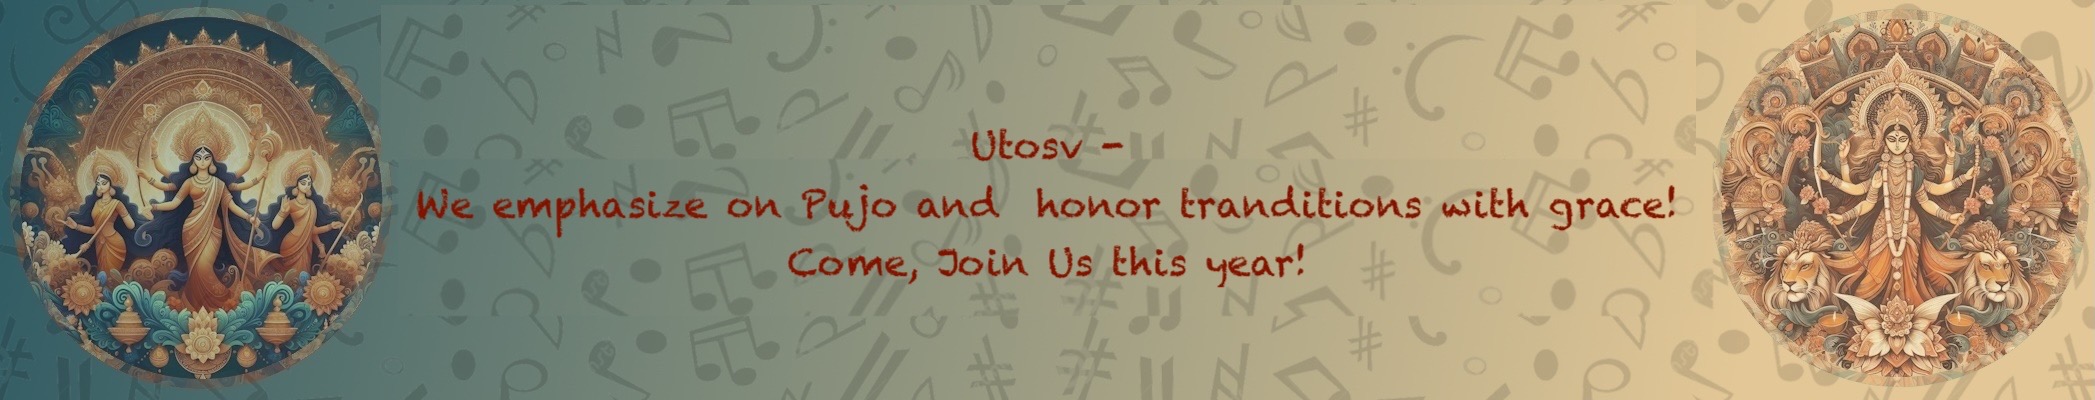 Utosv -
We emphasize on Pujo and  honor tranditions with grace!
Come, Join Us this year!